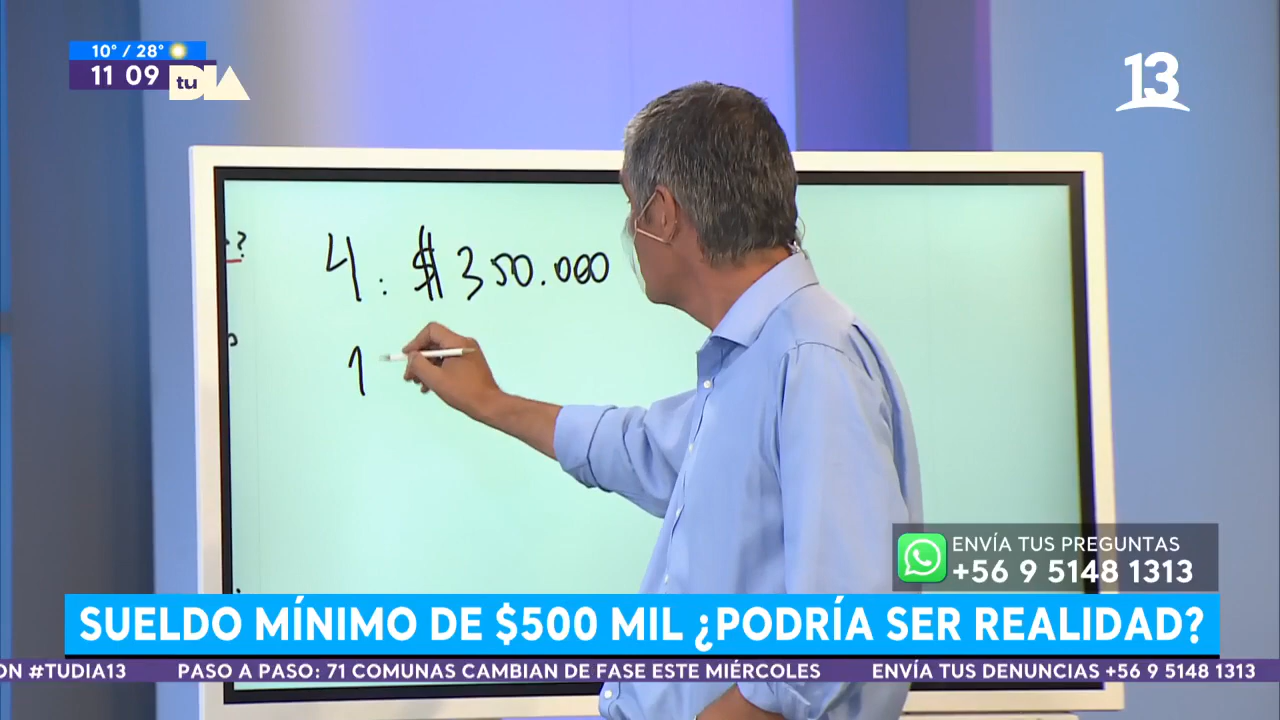 10° / 28°
11 09 tu DIA
13
?
4 : $350.000
1
ENVÍA TUS PREGUNTAS
+56 9 5148 1313
SUELDO MÍNIMO DE $500 MIL ¿PODRÍA SER REALIDAD?
ON #TUDIA13 PASO A PASO: 71 COMUNAS CAMBIAN DE FASE ESTE MIÉRCOLES ENVÍA TUS DENUNCIAS +56 9 5148 1313